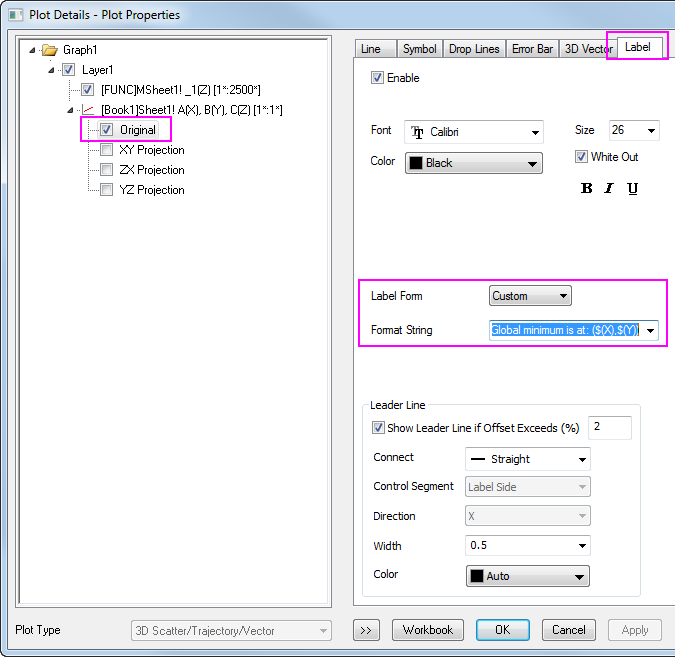 Plot Details - Plot Properties
Graph1
Layer1
[FUNC]MSheet1! _1(Z) [1*:2500*]
[Book1]Sheet1! A(X), B(Y), C(Z) [1*:1*]
Original
XY Projection
ZX Projection
YZ Projection
Line Symbol Drop Lines Error Bar 3D Vector Label
Enable
Font Calibri Size 26
Color Black White Out
B I U
Label Form Custom
Format String Global minimum is at: ($(X),$(Y))
Leader Line
Show Leader Line if Offset Exceeds (%) 2
Connect Straight
Control Segment Label Side
Direction X
Width 0.5
Color Auto
Plot Type 3D Scatter/Trajectory/Vector >> Workbook OK Cancel Apply